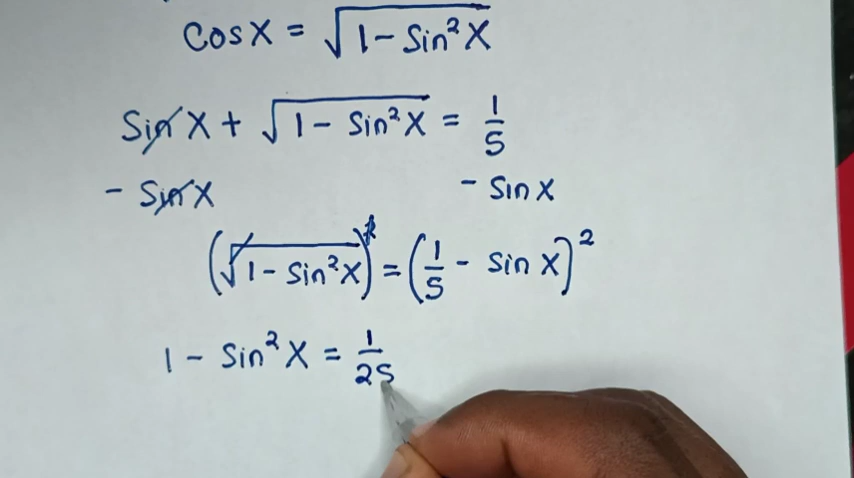 Cos X = √(1 - Sin²X)
Sin X + √(1 - Sin²X) = 1/5
- Sin X - Sin X
(√(1 - Sin²X))² = (1/5 - Sin X)²
1 - Sin²X = 1/25